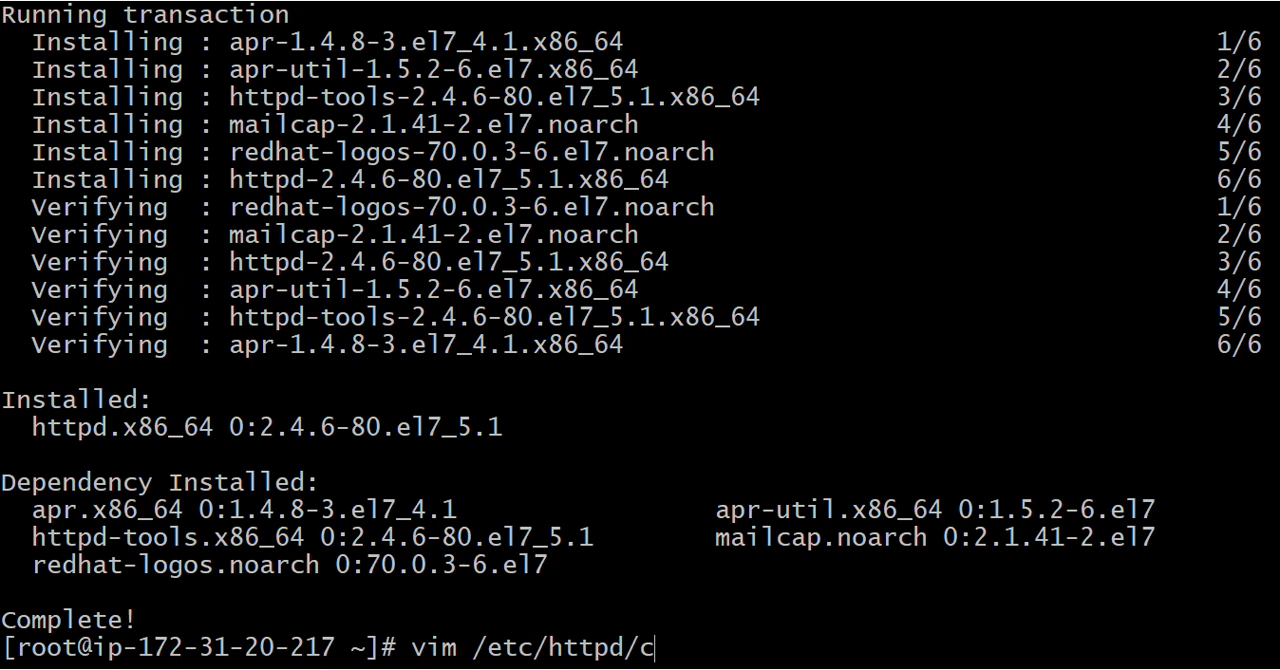 Running transaction
  Installing : apr-1.4.8-3.el7_4.1.x86_64 1/6
  Installing : apr-util-1.5.2-6.el7.x86_64 2/6
  Installing : httpd-tools-2.4.6-80.el7_5.1.x86_64 3/6
  Installing : mailcap-2.1.41-2.el7.noarch 4/6
  Installing : redhat-logos-70.0.3-6.el7.noarch 5/6
  Installing : httpd-2.4.6-80.el7_5.1.x86_64 6/6
  Verifying  : redhat-logos-70.0.3-6.el7.noarch 1/6
  Verifying  : mailcap-2.1.41-2.el7.noarch 2/6
  Verifying  : httpd-2.4.6-80.el7_5.1.x86_64 3/6
  Verifying  : apr-util-1.5.2-6.el7.x86_64 4/6
  Verifying  : httpd-tools-2.4.6-80.el7_5.1.x86_64 5/6
  Verifying  : apr-1.4.8-3.el7_4.1.x86_64 6/6

Installed:
  httpd.x86_64 0:2.4.6-80.el7_5.1

Dependency Installed:
  apr.x86_64 0:1.4.8-3.el7_4.1 apr-util.x86_64 0:1.5.2-6.el7
  httpd-tools.x86_64 0:2.4.6-80.el7_5.1 mailcap.noarch 0:2.1.41-2.el7
  redhat-logos.noarch 0:70.0.3-6.el7

Complete!
[root@ip-172-31-20-217 ~]# vim /etc/httpd/c